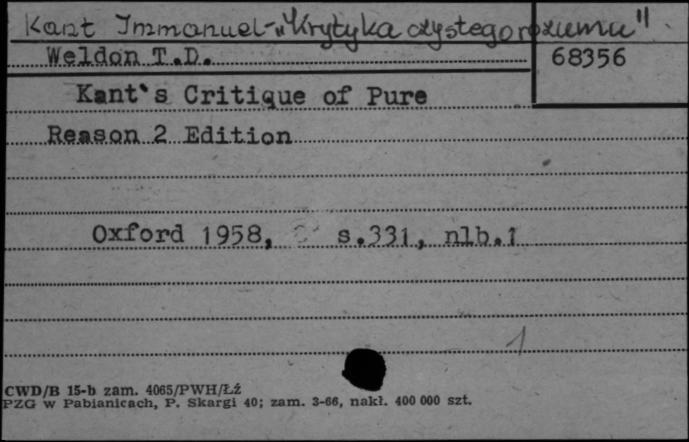 Kant Immanuel - „Krytyka czystego rozumu"
Weldon T.D.
68356
Kant's Critique of Pure
Reason 2 Edition
Oxford 1958, s.331, nlb.1
1
CWD/B 15-b zam. 4065/PWH/Łź
PZG w Pabianicach, P. Skargi 40; zam. 3-66, nakł. 400 000 szt.